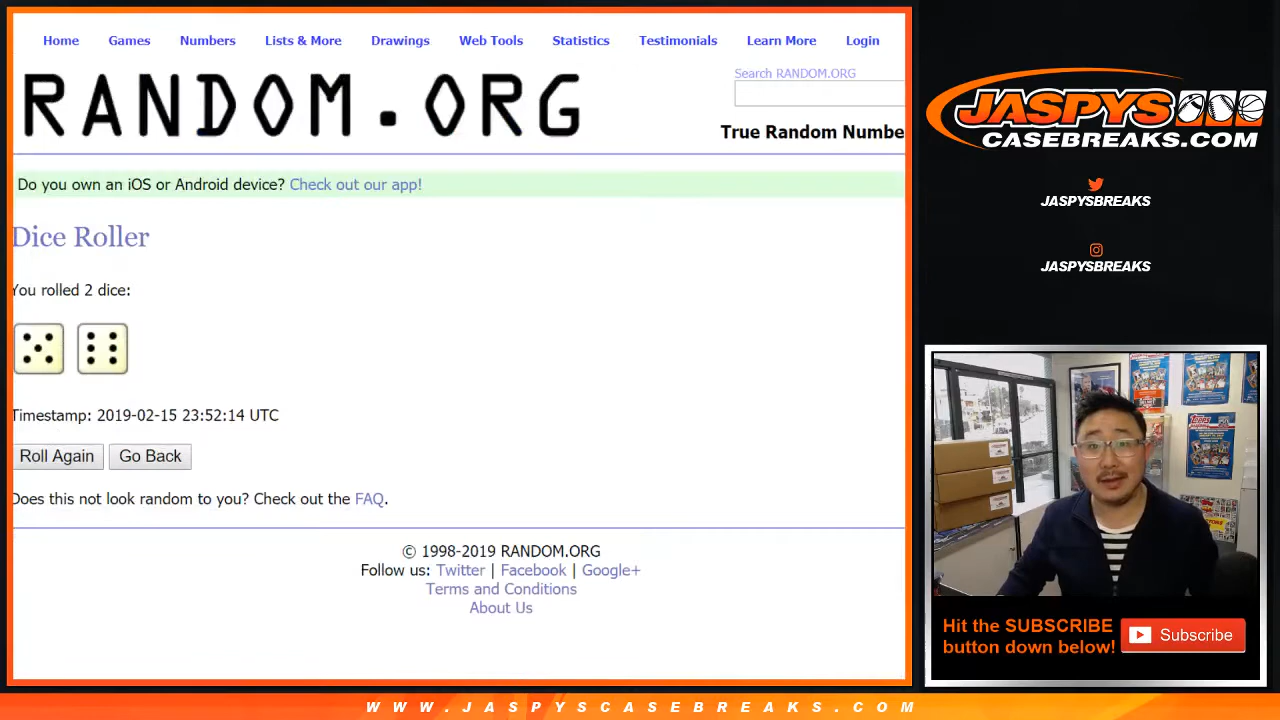 Home Games Numbers Lists & More Drawings Web Tools Statistics Testimonials Learn More Login
Search RANDOM.ORG
RANDOM.ORG
True Random Numbe
Do you own an iOS or Android device? Check out our app!
Dice Roller
You rolled 2 dice:
Timestamp: 2019-02-15 23:52:14 UTC
Roll Again Go Back
Does this not look random to you? Check out the FAQ.
© 1998-2019 RANDOM.ORG
Follow us: Twitter | Facebook | Google+
Terms and Conditions
About Us
JASPYS
CASEBREAKS.COM
JASPYSBREAKS
JASPYSBREAKS
Hit the SUBSCRIBE
button down below!
Subscribe
WWW.JASPYSCASEBREAKS.COM